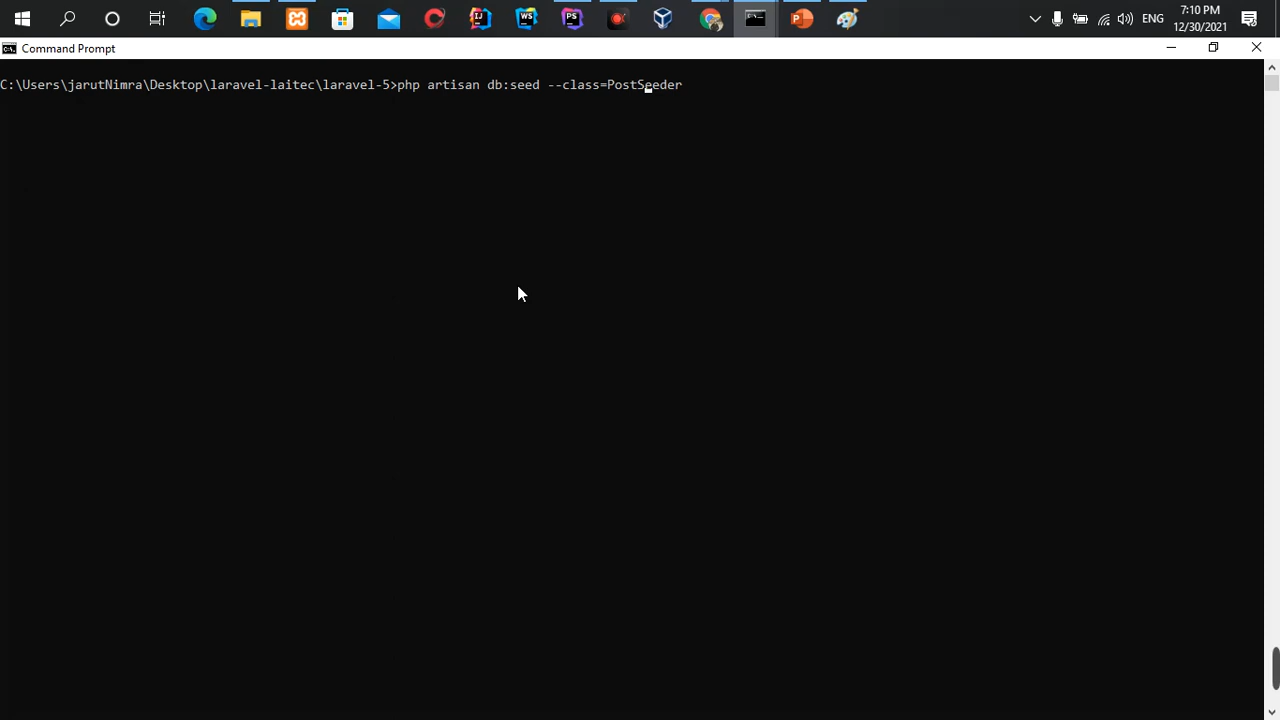 7:10 PM
ENG
12/30/2021
Command Prompt
C:\Users\jarutNimra\Desktop\laravel-laitec\laravel-5>php artisan db:seed --class=PostSeeder